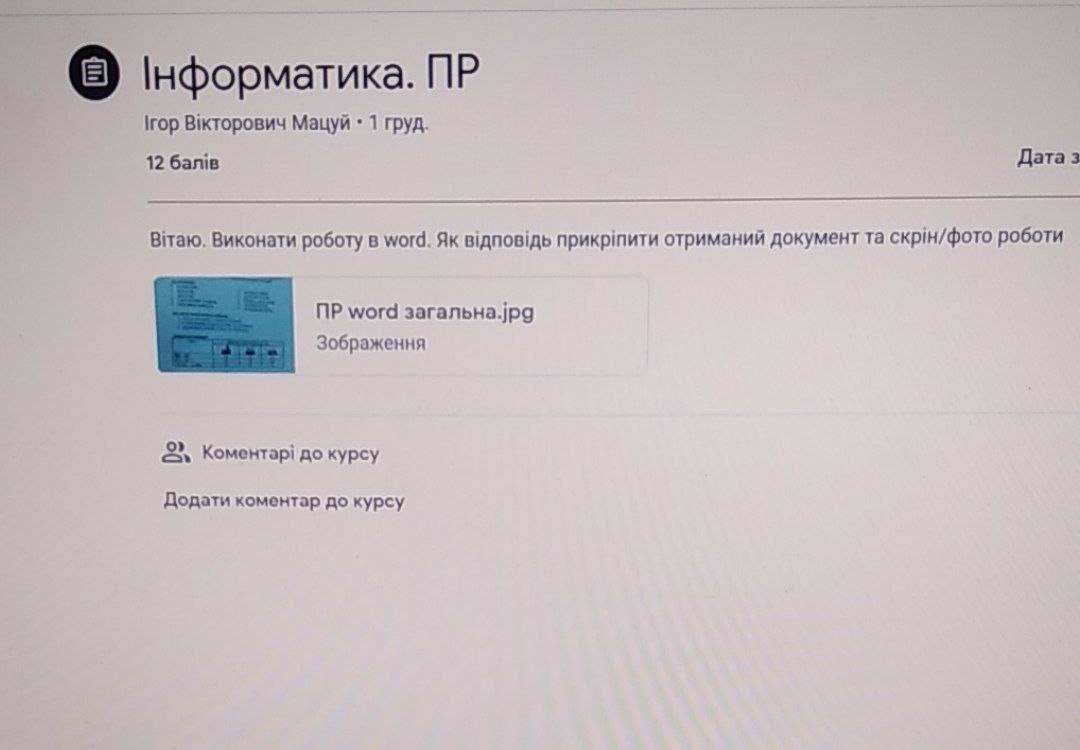 Інформатика. ПР
Ігор Вікторович Мацуй • 1 груд.
12 балів
Дата з
Вітаю. Виконати роботу в word. Як відповідь прикріпити отриманий документ та скрін/фото роботи
ПР word загальна.jpg
Зображення
Коментарі до курсу
Додати коментар до курсу